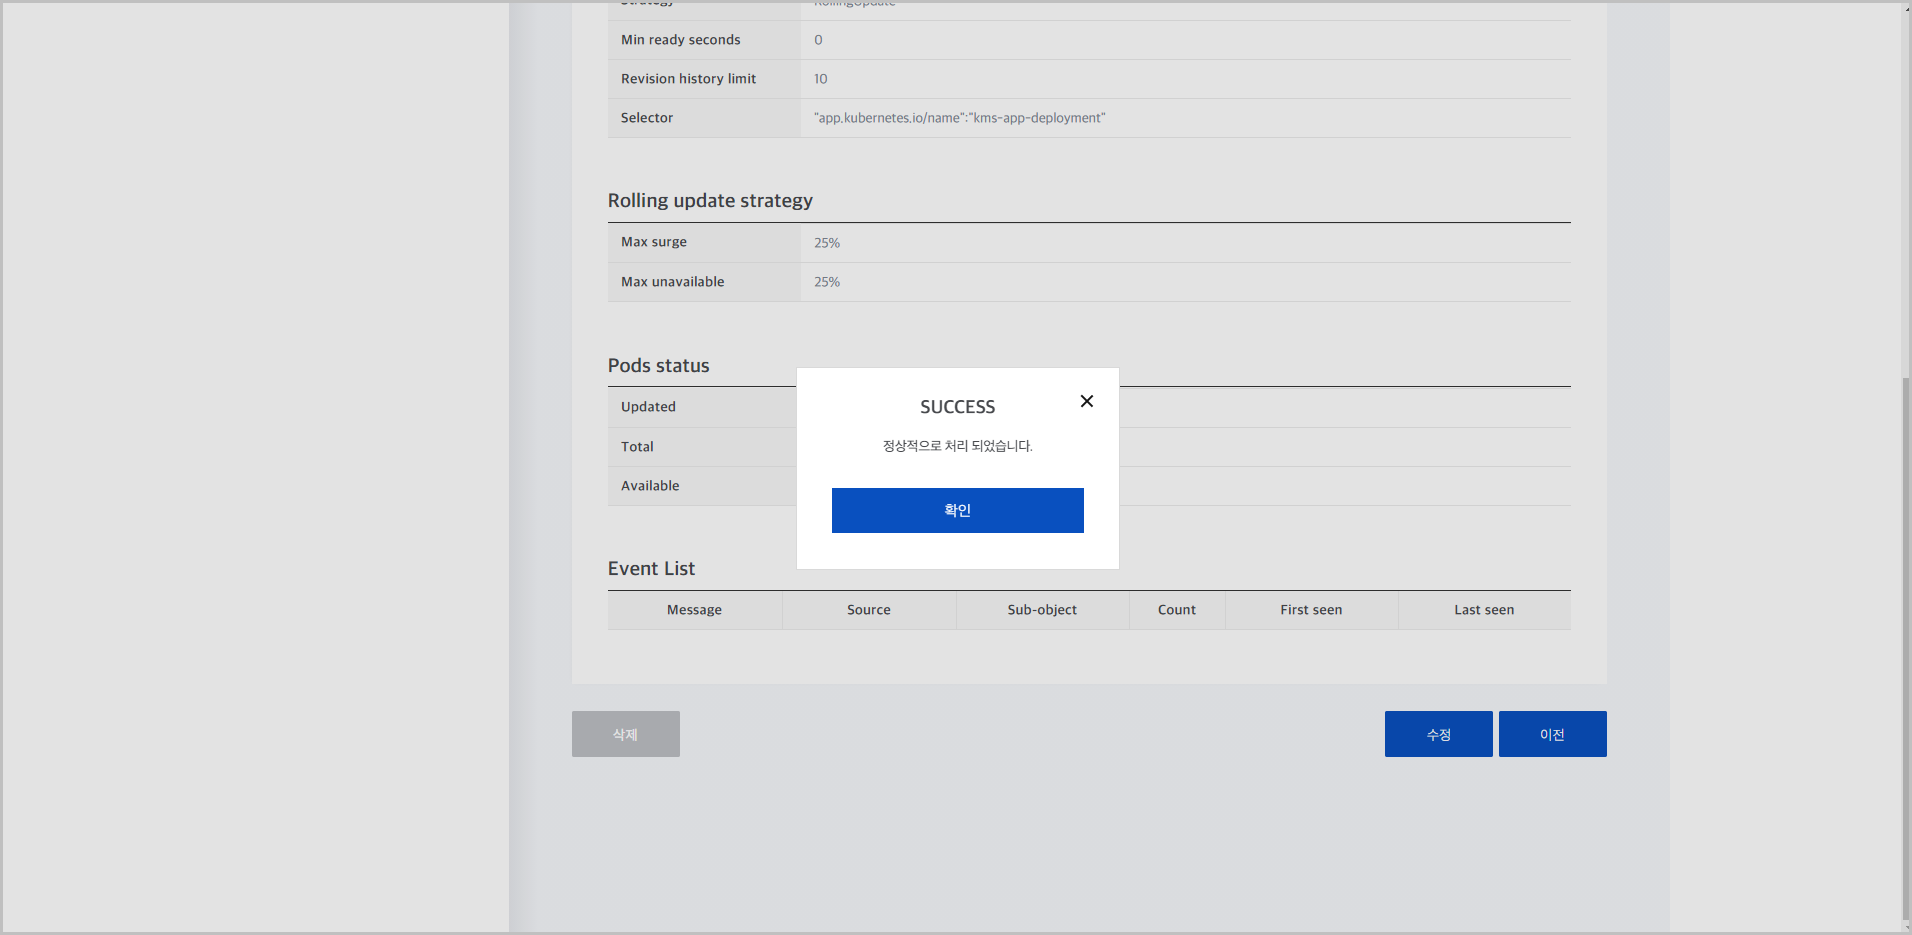 Strategy RollingUpdate
Min ready seconds 0
Revision history limit 10
Selector "app.kubernetes.io/name":"kms-app-deployment"
Rolling update strategy
Max surge 25%
Max unavailable 25%
Pods status
Updated
Total
Available
SUCCESS
정상적으로 처리 되었습니다.
확인
Event List
Message Source Sub-object Count First seen Last seen
삭제 수정 이전